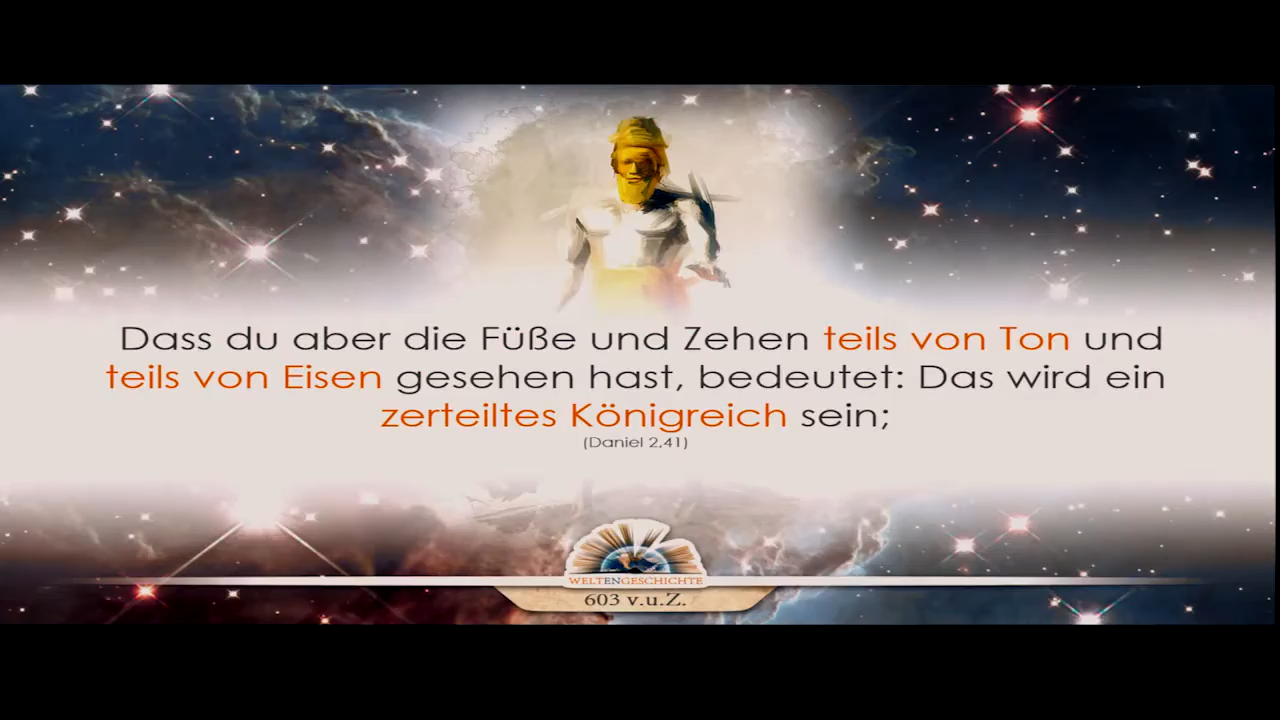 Dass du aber die Füße und Zehen teils von Ton und
teils von Eisen gesehen hast, bedeutet: Das wird ein
zerteiltes Königreich sein;
(Daniel 2,41)
WELTENGESCHICHTE
603 v.u.Z.